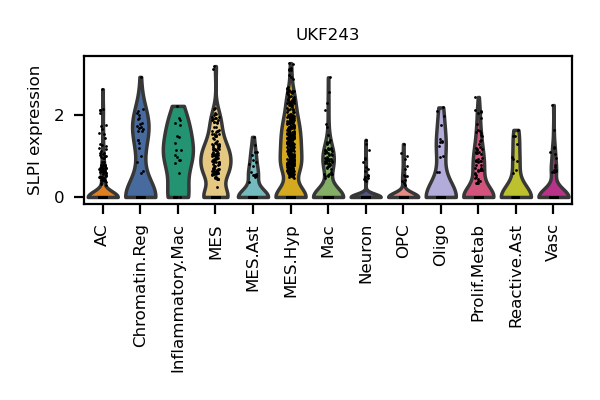 UKF243
SLPI expression
2
0
AC
Chromatin.Reg
Inflammatory.Mac
MES
MES.Ast
MES.Hyp
Mac
Neuron
OPC
Oligo
Prolif.Metab
Reactive.Ast
Vasc